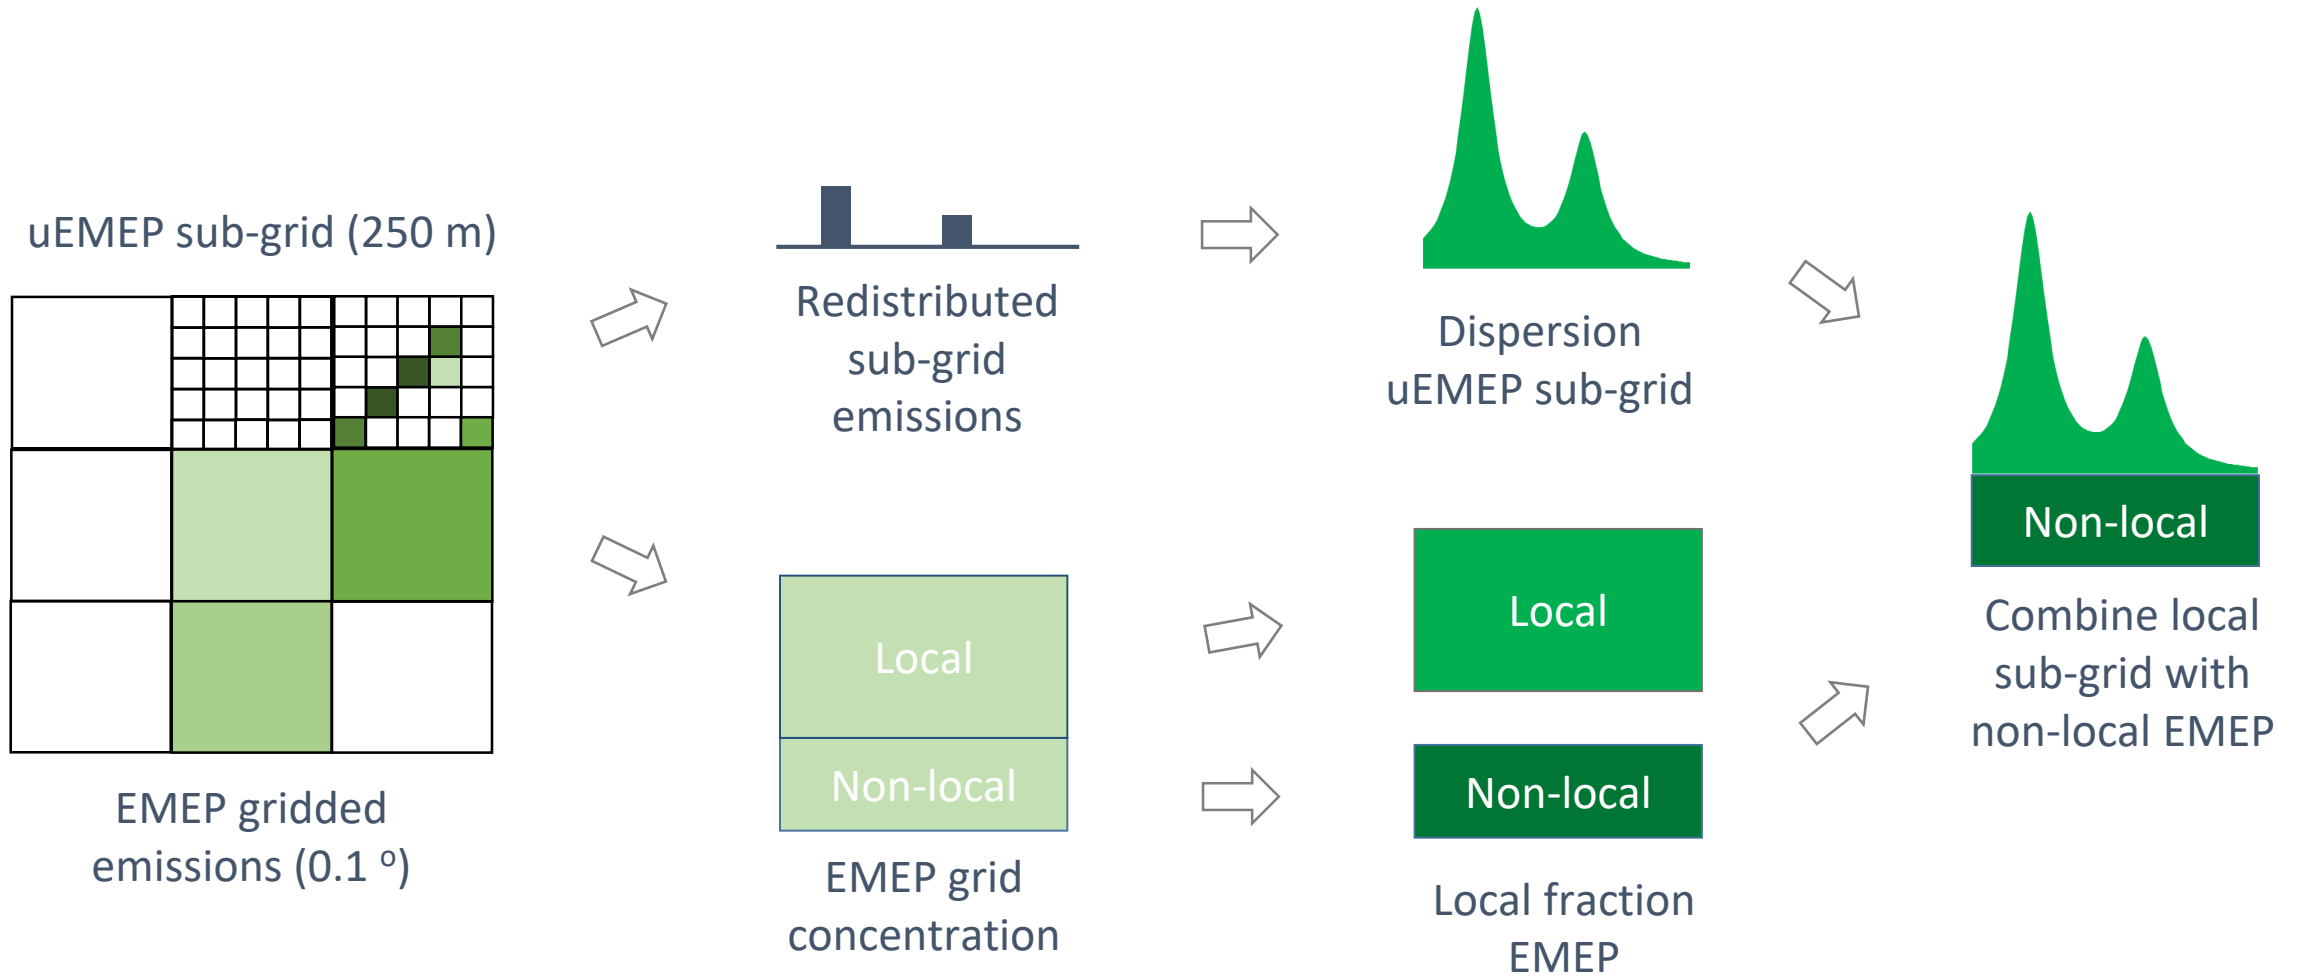 uEMEP sub-grid (250 m)
EMEP gridded
emissions (0.1 º)
Redistributed
sub-grid
emissions
Local
Non-local
EMEP grid
concentration
Dispersion
uEMEP sub-grid
Local
Non-local
Local fraction
EMEP
Non-local
Combine local
sub-grid with
non-local EMEP